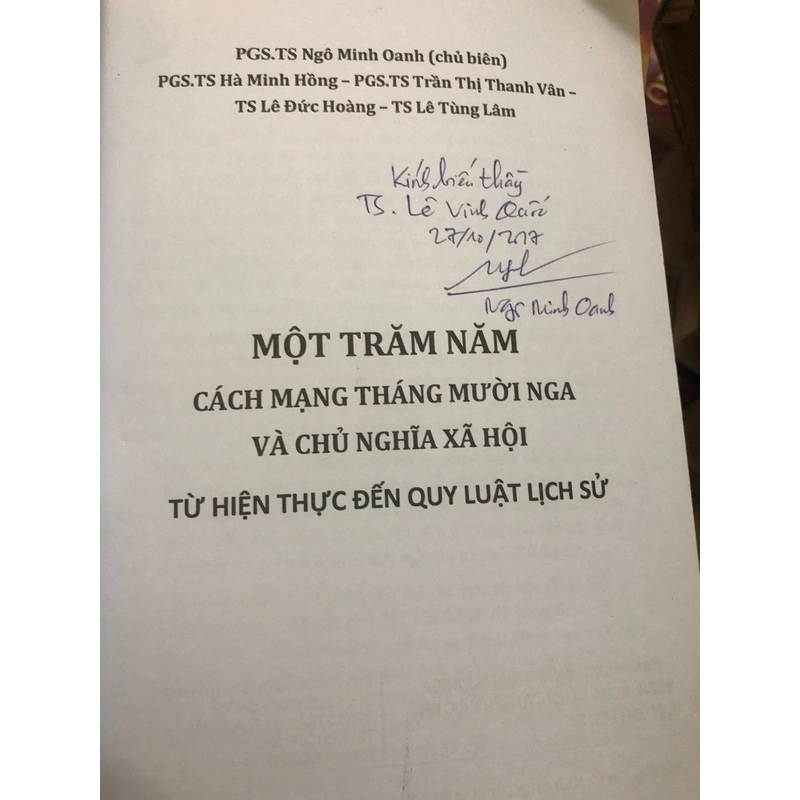 PGS.TS Ngô Minh Oanh (chủ biên)
PGS.TS Hà Minh Hồng – PGS.TS Trần Thị Thanh Vân –
TS Lê Đức Hoàng – TS Lê Tùng Lâm
Kính biếu thầy
TS. Lê Vinh Quốc
27/10/2017
Ngô Minh Oanh
MỘT TRĂM NĂM
CÁCH MẠNG THÁNG MƯỜI NGA
VÀ CHỦ NGHĨA XÃ HỘI
TỪ HIỆN THỰC ĐẾN QUY LUẬT LỊCH SỬ